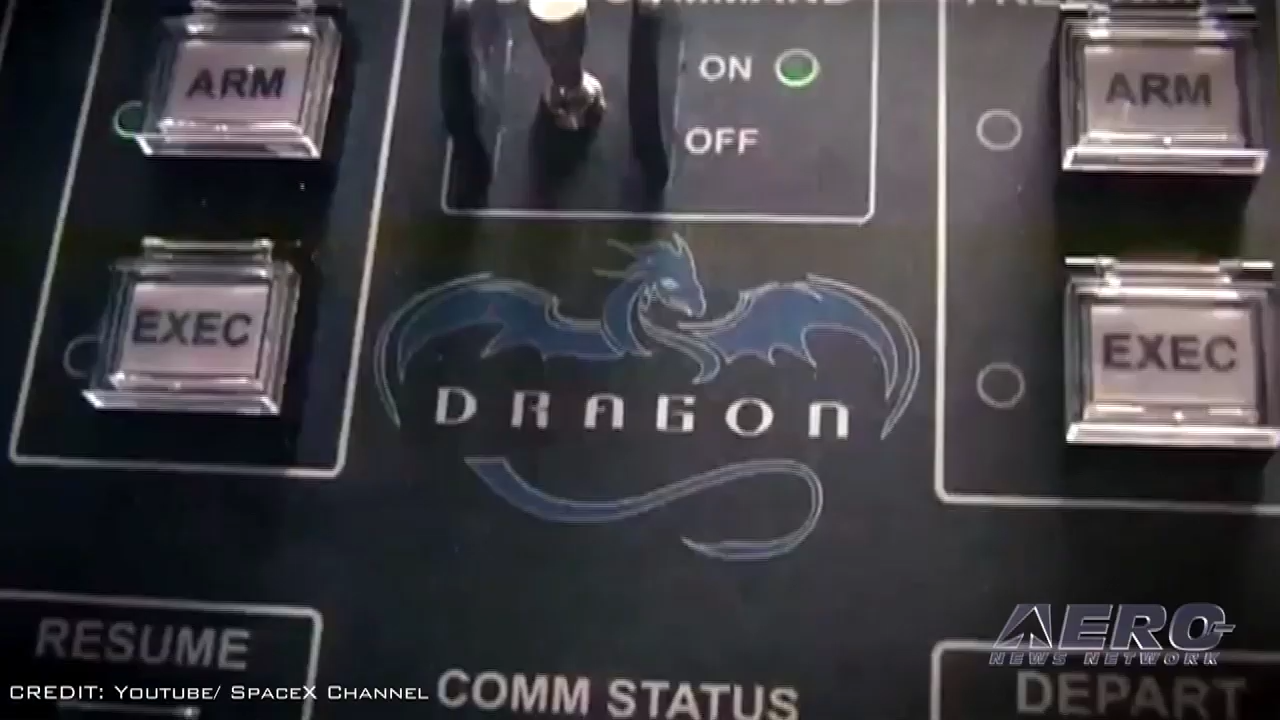 ARM
ON
OFF
ARM
EXEC
EXEC
DRAGON
RESUME
COMM STATUS
DEPART
AERO
NEWS NETWORK
CREDIT: YOUTUBE/ SPACEX CHANNEL